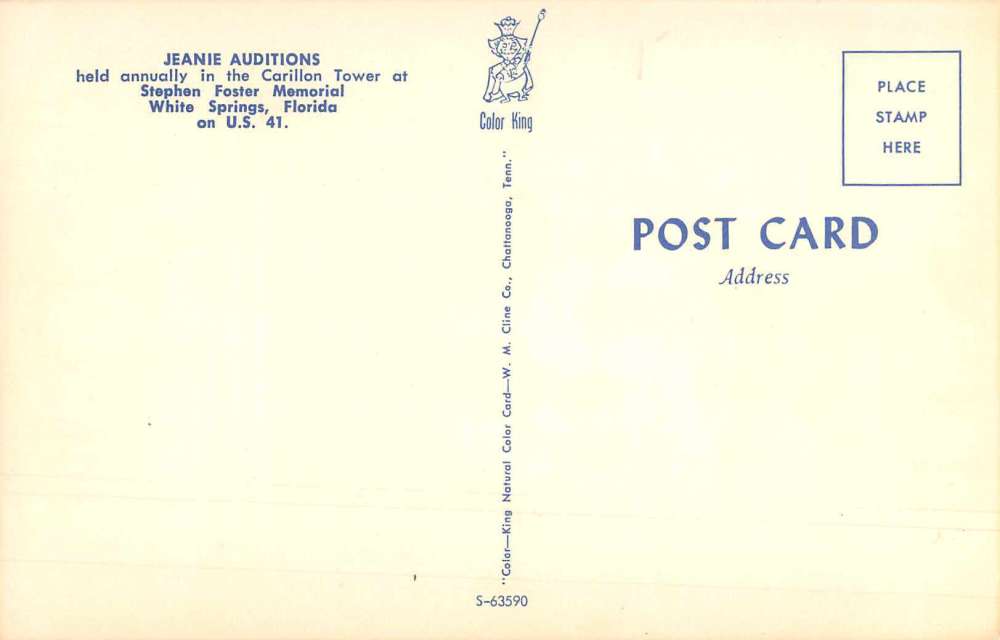 JEANIE AUDITIONS
held annually in the Carillon Tower at
Stephen Foster Memorial
White Springs, Florida
on U.S. 41.
Color King
"Color—King Natural Color Card—W. M. Cline Co., Chattanooga, Tenn."
S-63590
PLACE
STAMP
HERE
POST CARD
Address